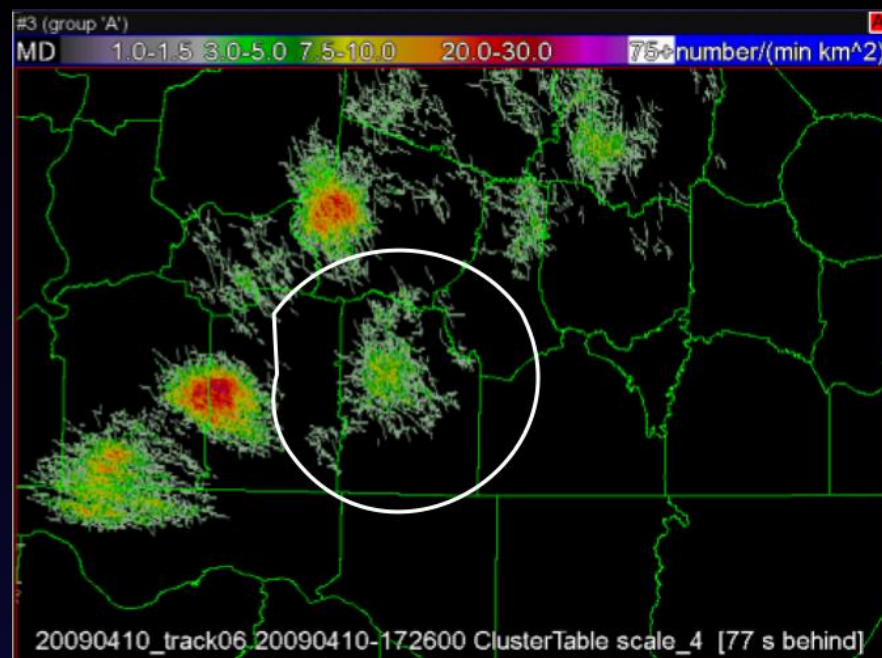 #3 (group 'A')
A
MD 1.0-1.5 3.0-5.0 7.5-10.0 20.0-30.0 75+ number/(min km^2)
20090410_track06 20090410-172600 ClusterTable scale_4 [77 s behind]